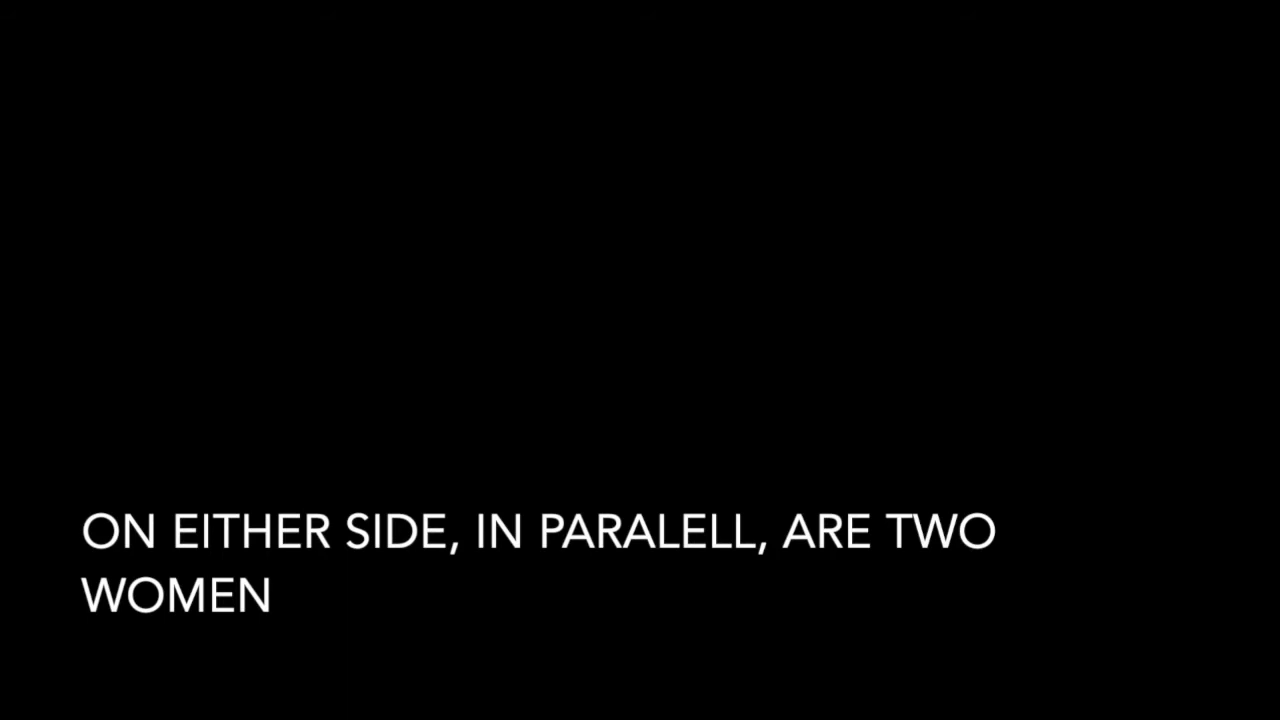 ON EITHER SIDE, IN PARALELL, ARE TWO
WOMEN